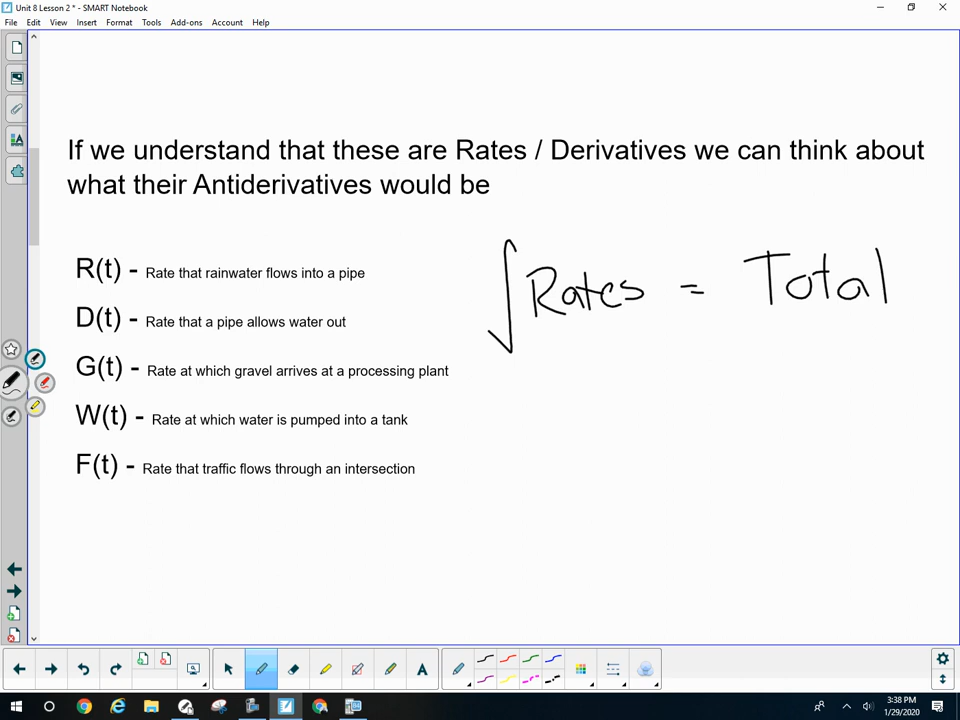 Unit 8 Lesson 2 * - SMART Notebook
File Edit View Insert Format Tools Add-ons Account Help
If we understand that these are Rates / Derivatives we can think about
what their Antiderivatives would be
R(t) - Rate that rainwater flows into a pipe
∫ Rates = Total
D(t) - Rate that a pipe allows water out
G(t) - Rate at which gravel arrives at a processing plant
W(t) - Rate at which water is pumped into a tank
F(t) - Rate that traffic flows through an intersection
3:38 PM
1/29/2020